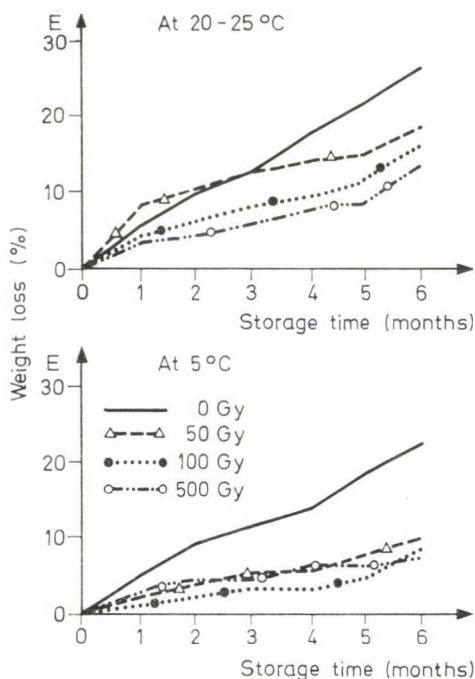 E
At 20-25 °C
30
20
10
0
0 1 2 3 4 5 6
Storage time (months)
Weight loss (%)
E
At 5 °C
30
0 Gy
50 Gy
20
100 Gy
500 Gy
10
0
0 1 2 3 4 5 6
Storage time (months)